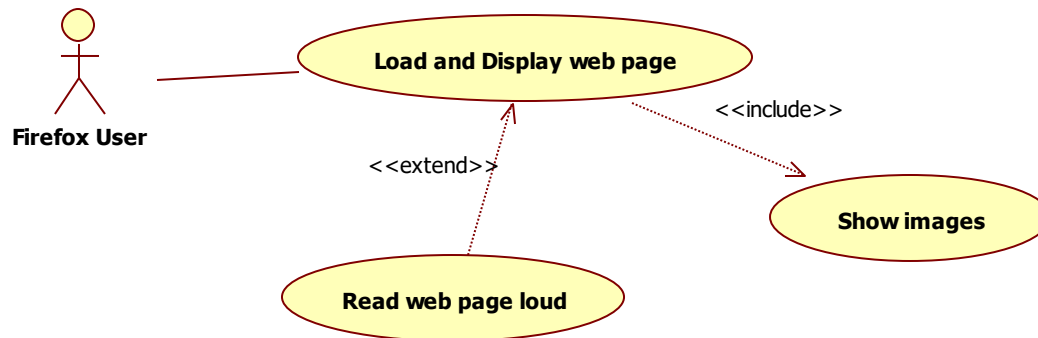 Load and Display web page
<<include>>
Firefox User
<<extend>>
Show images
Read web page loud